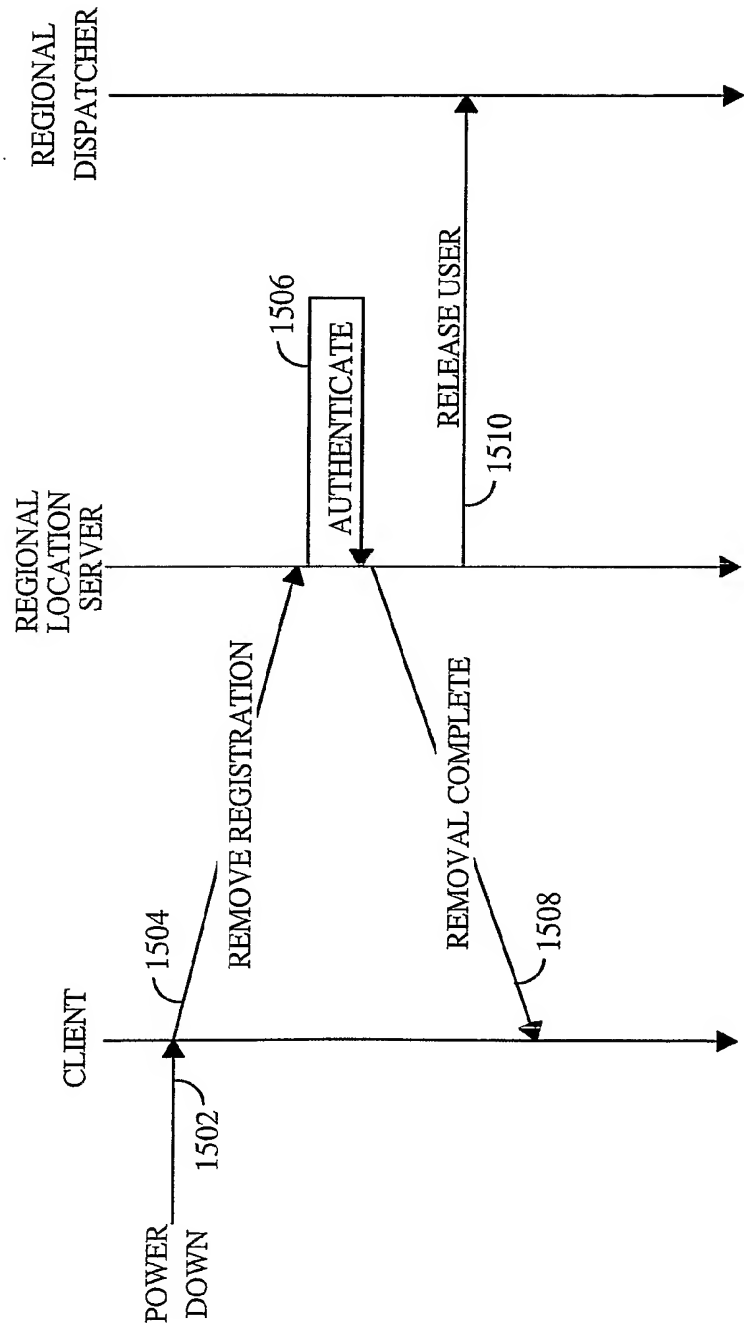 REGIONAL
DISPATCHER
REGIONAL
LOCATION
SERVER
CLIENT
POWER
DOWN
1502
1504
REMOVE REGISTRATION
1506
AUTHENTICATE
REMOVAL COMPLETE
1508
RELEASE USER
1510